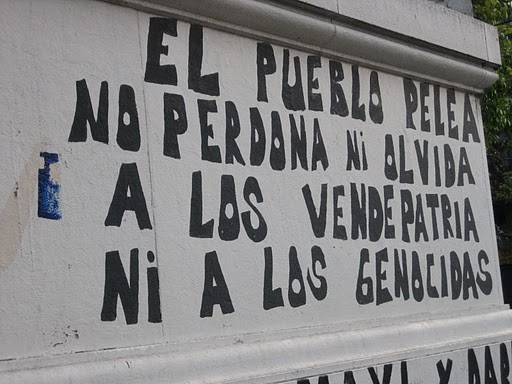 EL PUEBLO PELEA
NO PERDONA Ni OLVIDA
A LOS VENDEPATRIA
Ni A LOS GENOCIDAS